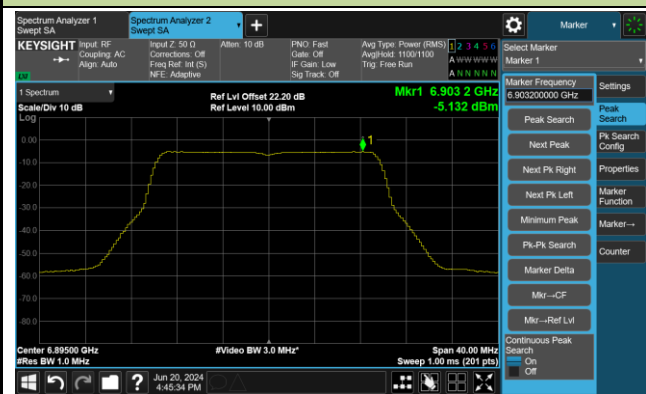 Spectrum Analyzer 1
Swept SA
Spectrum Analyzer 2
Swept SA
+
Marker
KEYSIGHT
Input: RF
Coupling: AC
Align: Auto
Input Z: 50 Ω
Corrections: Off
Freq Ref: Int (S)
NFE: Adaptive
Atten: 10 dB
PNO: Fast
Gate: Off
IF Gain: Low
Sig Track: Off
Avg Type: Power (RMS)
Avg|Hold: 1100/1100
Trig: Free Run
1 2 3 4 5 6
A W W W W W
A N N N N N
LXI
Select Marker
Marker 1
1 Spectrum
Scale/Div 10 dB
Ref Lvl Offset 22.20 dB
Ref Level 10.00 dBm
Mkr1 6.903 2 GHz
-5.132 dBm
Log
1
0.00
-10.0
-20.0
-30.0
-40.0
-50.0
-60.0
-70.0
-80.0
Center 6.89500 GHz
#Res BW 1.0 MHz
#Video BW 3.0 MHz*
Span 40.00 MHz
Sweep 1.00 ms (201 pts)
Marker Frequency
6.903200000 GHz
Peak Search
Next Peak
Next Pk Right
Next Pk Left
Minimum Peak
Pk-Pk Search
Marker Delta
Mkr→CF
Mkr→Ref Lvl
Continuous Peak
Search
On
Off
Settings
Peak
Search
Pk Search
Config
Properties
Marker
Function
Marker→
Counter
?
Jun 20, 2024
4:45:34 PM